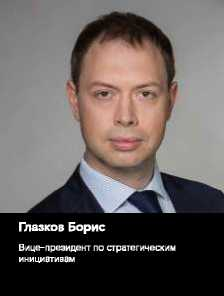 Глазков Борис
Вице-президент по стратегическим
инициативам